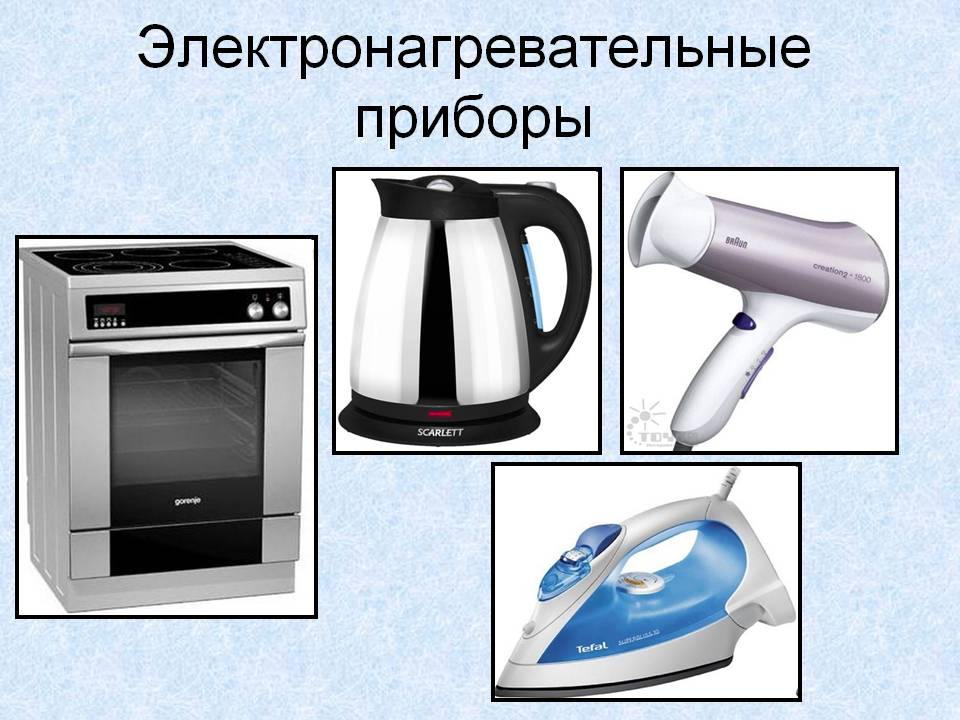 Электронагревательные
приборы
SCARLETT
BRAUN
creation2 - 1800
gorenje
Tefal